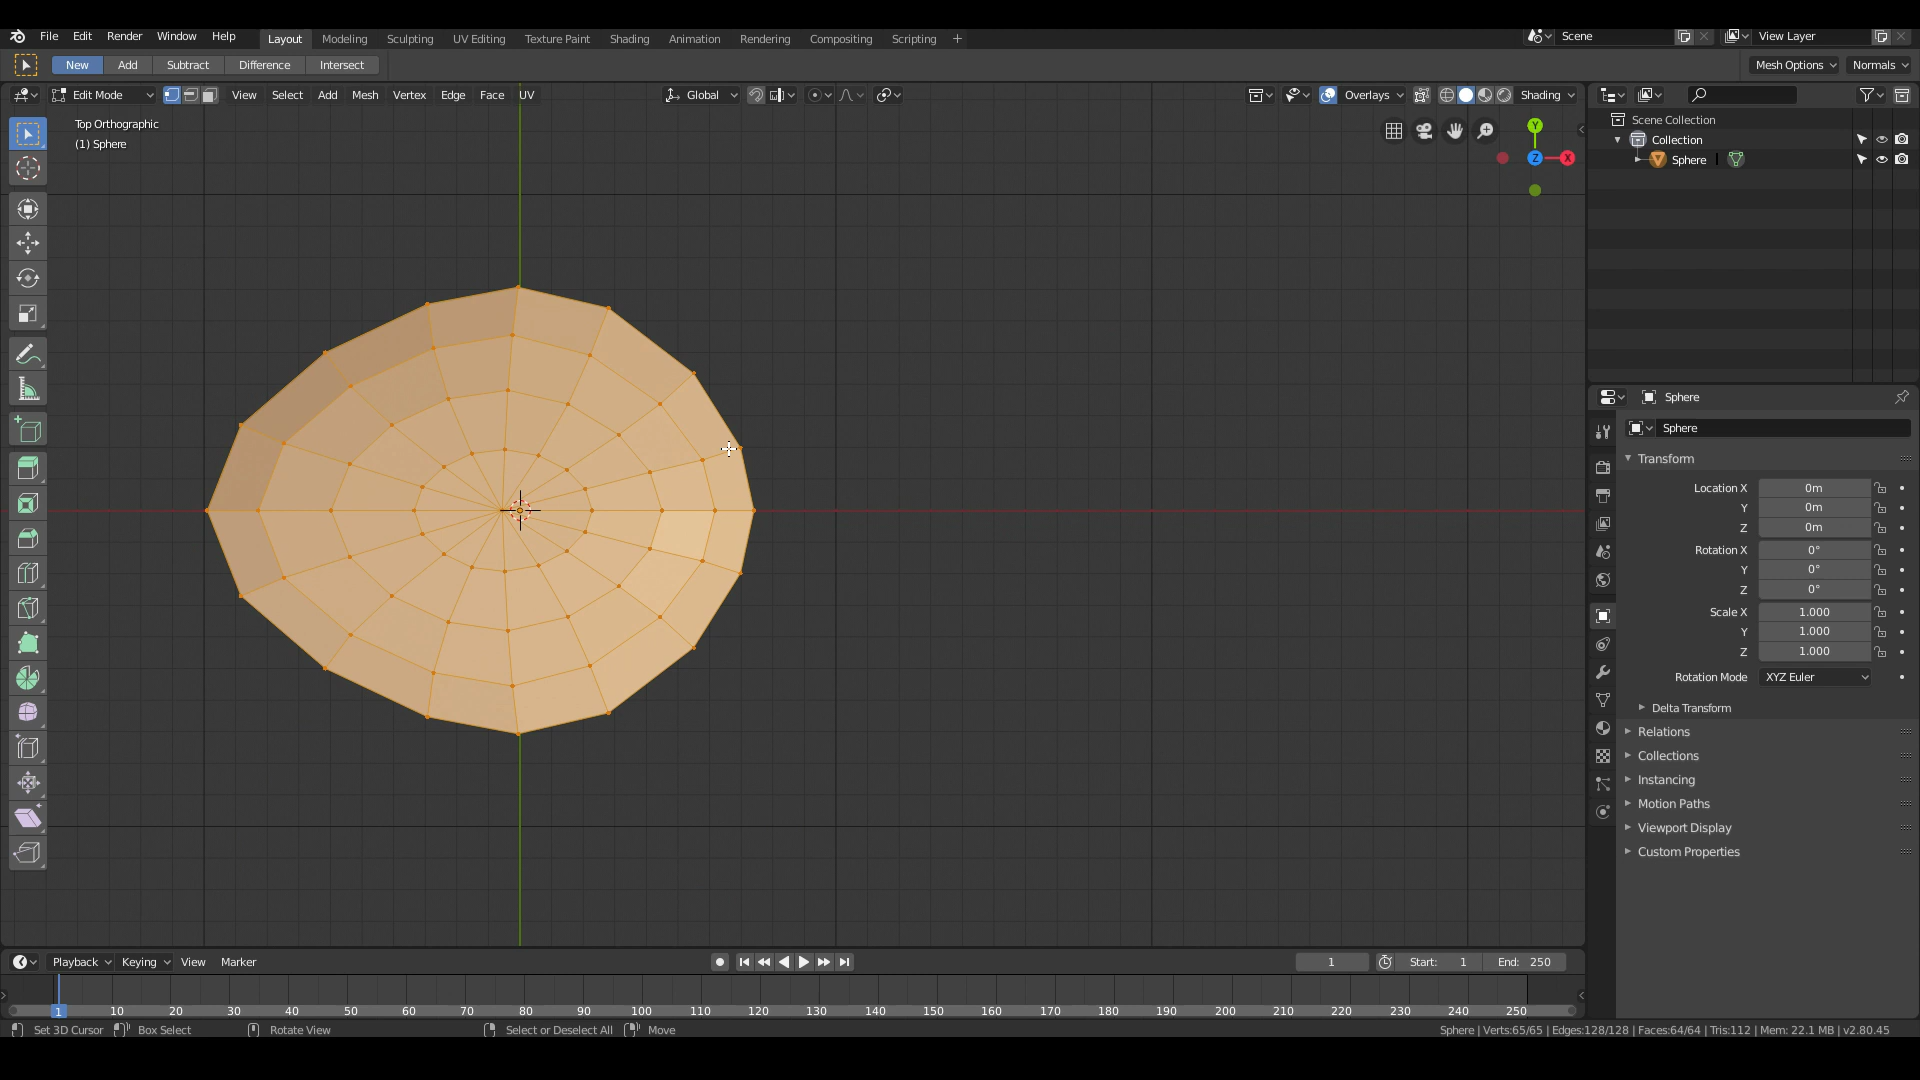 File Edit Render Window Help Layout Modeling Sculpting UV Editing Texture Paint Shading Animation Rendering Compositing Scripting + Scene View Layer
New Add Subtract Difference Intersect Mesh Options Normals
Edit Mode View Select Add Mesh Vertex Edge Face UV Global Overlays Shading
Top Orthographic
(1) Sphere
Y
Z X
Scene Collection
Collection
Sphere
Sphere
Sphere
Transform
Location X 0m
Y 0m
Z 0m
Rotation X 0°
Y 0°
Z 0°
Scale X 1.000
Y 1.000
Z 1.000
Rotation Mode XYZ Euler
Delta Transform
Relations
Collections
Instancing
Motion Paths
Viewport Display
Custom Properties
Playback Keying View Marker 1 Start: 1 End: 250
1 10 20 30 40 50 60 70 80 90 100 110 120 130 140 150 160 170 180 190 200 210 220 230 240 250
Set 3D Cursor Box Select Rotate View Select or Deselect All Move Sphere | Verts:65/65 | Edges:128/128 | Faces:64/64 | Tris:112 | Mem: 22.1 MB | v2.80.45